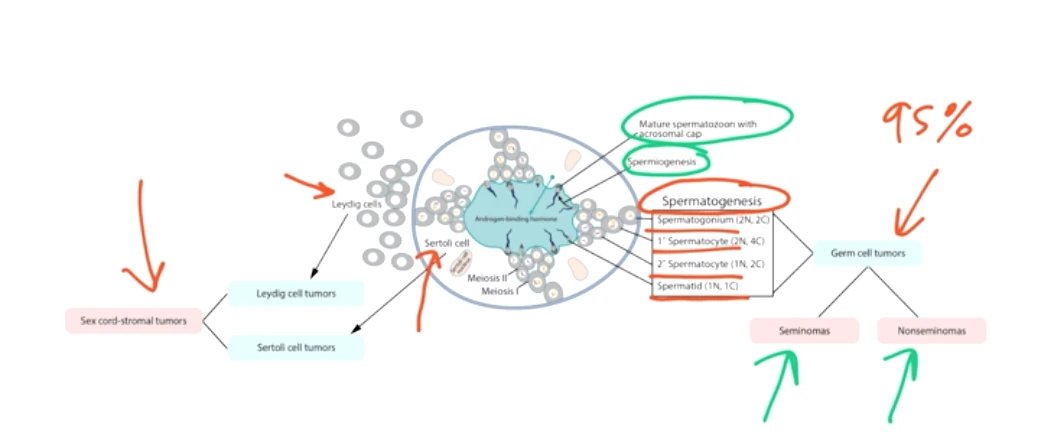 95%
Mature spermatozoon with
acrosomal cap
Spermiogenesis
Spermatogenesis
Leydig cells
Androgen-binding hormone
Spermatogonium (2N, 2C)
1˚ Spermatocyte (2N, 4C)
Sertoli cell
Germ cell tumors
2˚ Spermatocyte (1N, 2C)
Meiosis II
Spermatid (1N, 1C)
Meiosis I
Leydig cell tumors
Sex cord-stromal tumors
Seminomas
Nonseminomas
Sertoli cell tumors